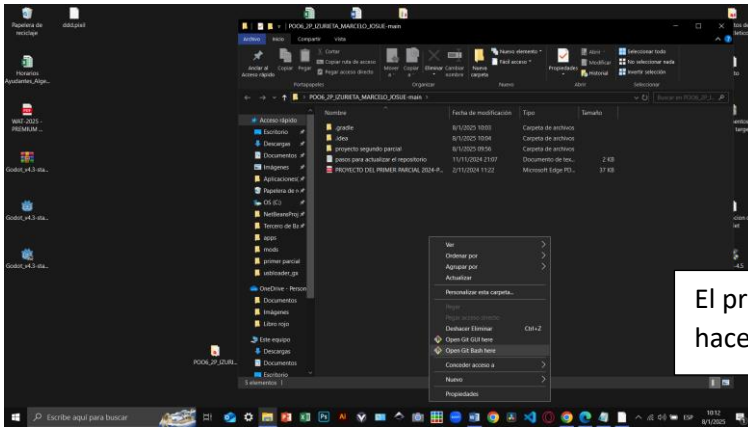 Papelera de
reciclaje
ddd.pixil
Horarios
Ayudantes_Alge...
WAT-2025 -
PREMIUM ...
Godot_v4.3-sta...
Godot_v4.3-sta...
Godot_v4.3-sta...
POO6_2P_IZURI...
POO6_2P_IZURIETA_MARCELO_JOSUE-main
Archivo Inicio Compartir Vista
Anclar al
Acceso rápido
Copiar Pegar
Cortar
Copiar ruta de acceso
Pegar acceso directo
Mover
a
Copiar
a
Eliminar Cambiar
nombre
Nueva
carpeta
Nuevo elemento
Fácil acceso
Propiedades
Abrir
Modificar
Historial
Seleccionar todo
No seleccionar nada
Invertir selección
Portapapeles Organizar Nuevo Abrir Seleccionar
POO6_2P_IZURIETA_MARCELO_JOSUE-main
Nombre Fecha de modificación Tipo Tamaño
.gradle 8/1/2025 10:03 Carpeta de archivos
.idea 8/1/2025 10:04 Carpeta de archivos
proyecto segundo parcial 8/1/2025 09:56 Carpeta de archivos
pasos para actualizar el repositorio 11/11/2024 21:07 Documento de tex... 2 KB
PROYECTO DEL PRIMER PARCIAL 2024-P... 2/11/2024 11:22 Microsoft Edge PD... 37 KB
Acceso rápido
Escritorio
Descargas
Documentos
Imágenes
Aplicaciones
Papelera de r
OS (C:)
NetBeansProj
Tercero de Ba
apps
mods
primer parcial
usbloader_gx
OneDrive - Person
Documentos
Imágenes
Libro rojo
Este equipo
Descargas
Documentos
Escritorio
5 elementos
Ver
Ordenar por
Agrupar por
Actualizar
Personalizar esta carpeta...
Pegar
Pegar acceso directo
Deshacer Eliminar Ctrl+Z
Open Git GUI here
Open Git Bash here
Conceder acceso a
Nuevo
Propiedades
El pr
hace
Escribe aquí para buscar
ESP
10:12
8/1/2025